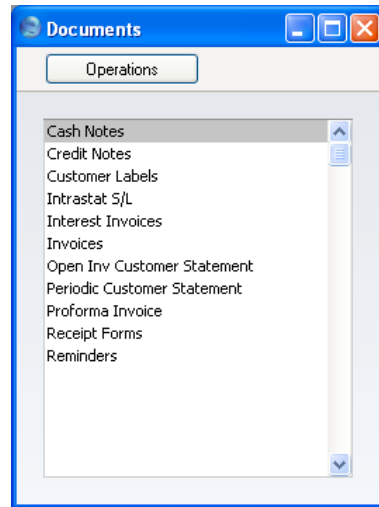 Documents
Operations
Cash Notes
Credit Notes
Customer Labels
Intrastat S/L
Interest Invoices
Invoices
Open Inv Customer Statement
Periodic Customer Statement
Proforma Invoice
Receipt Forms
Reminders